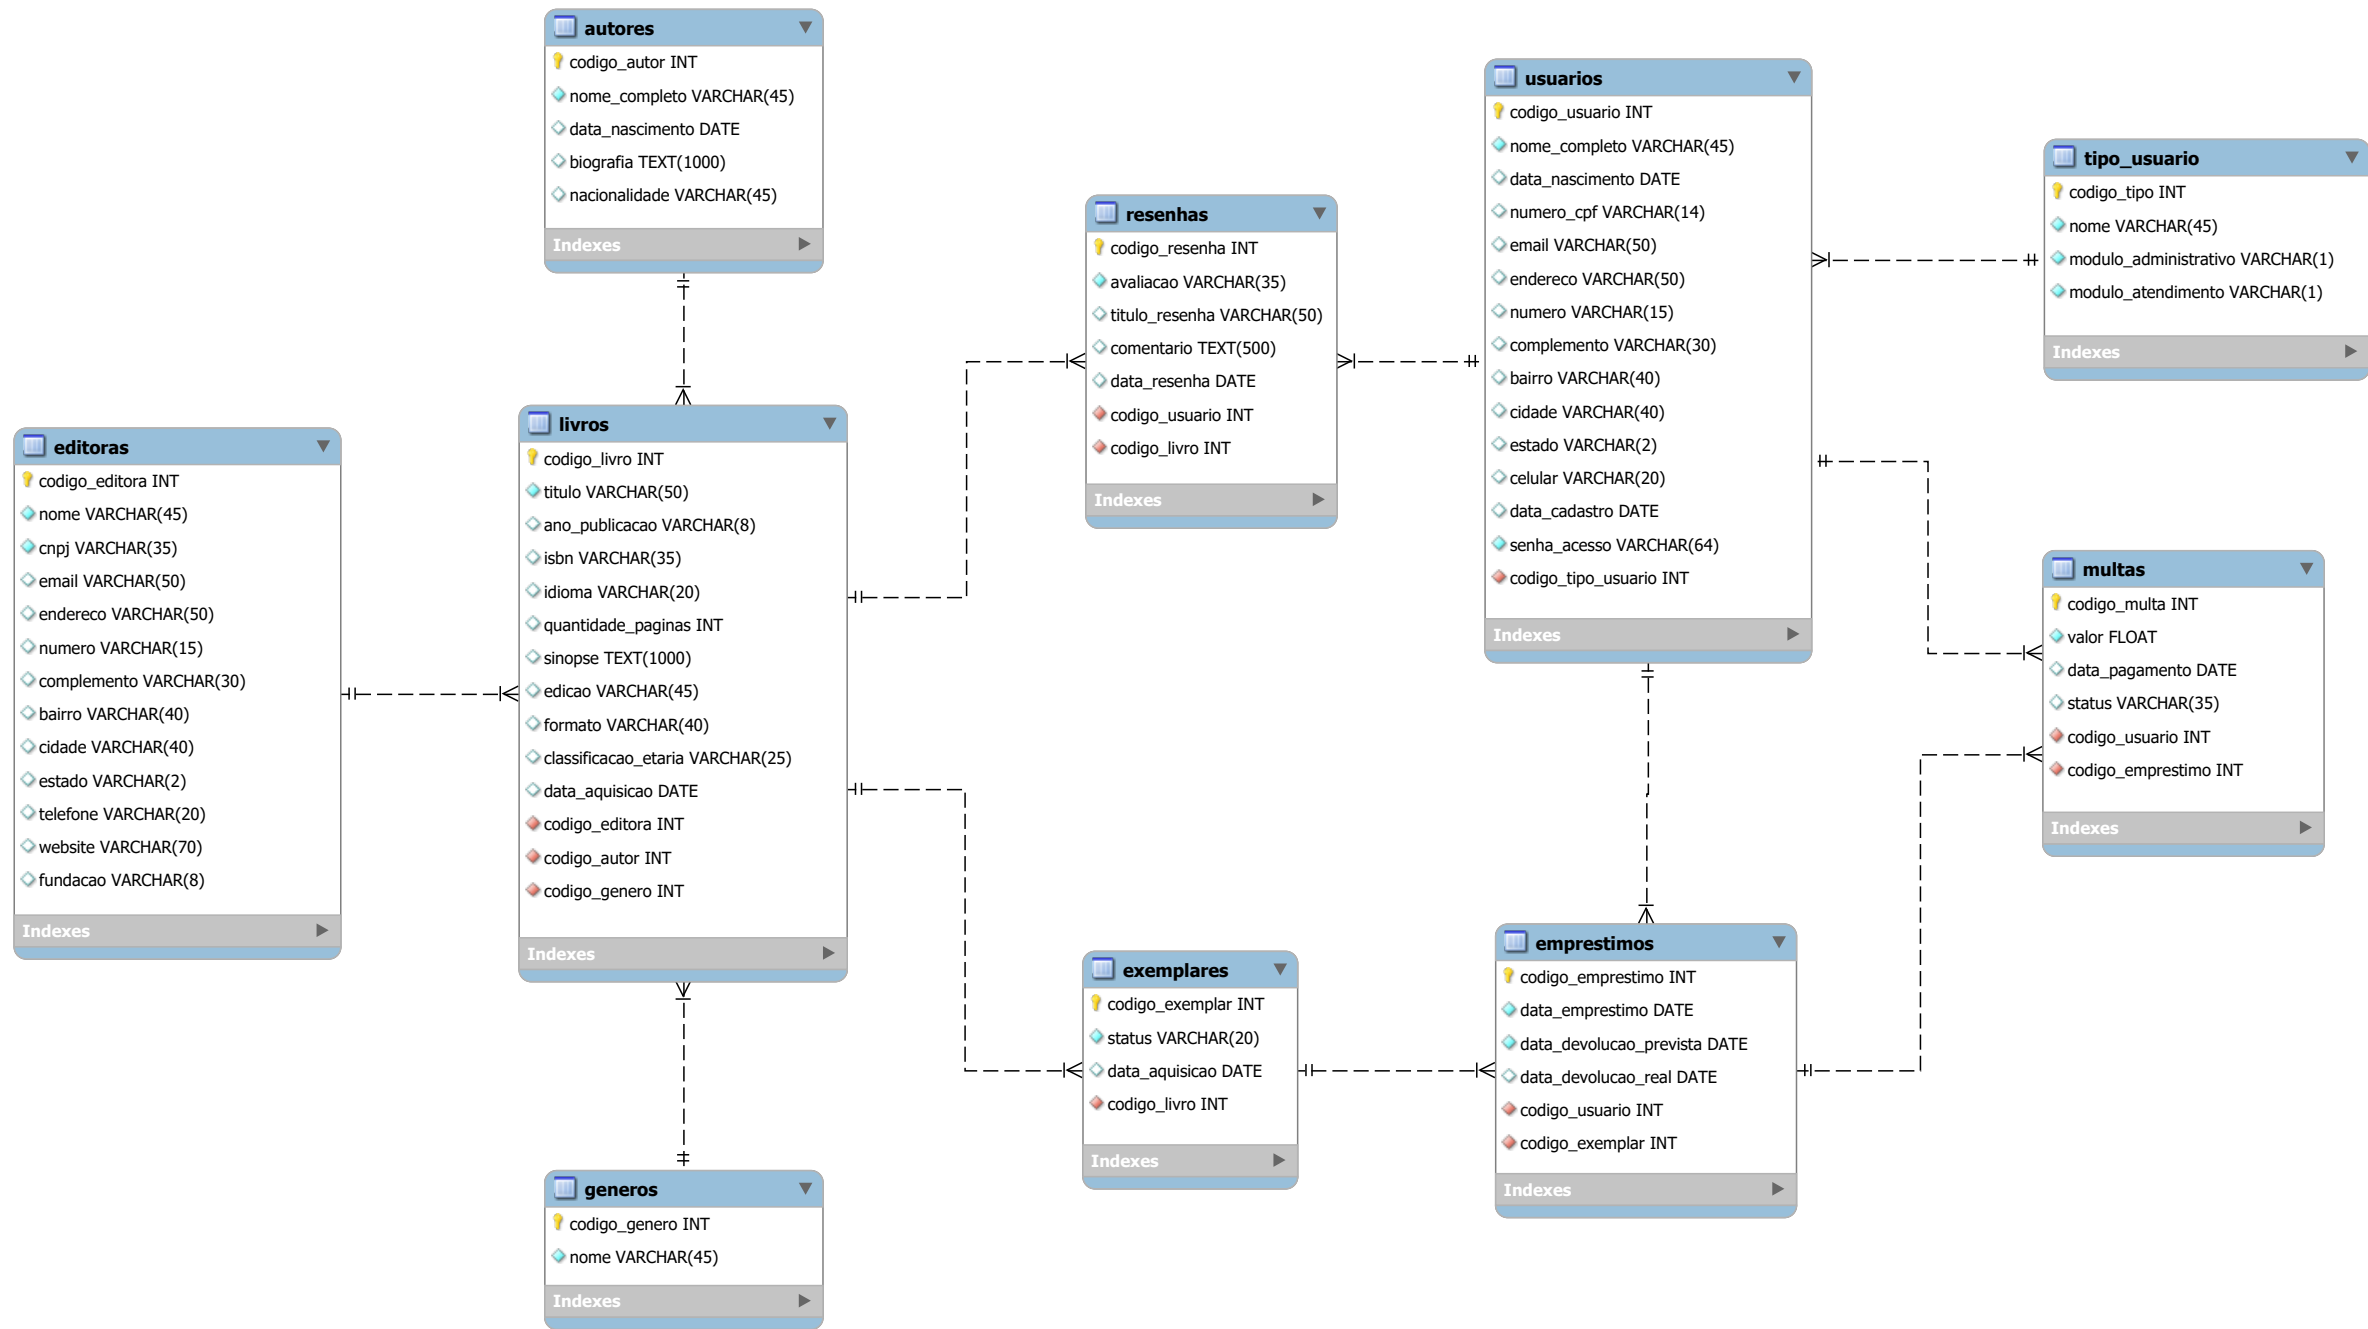 autores
codigo_autor INT
nome_completo VARCHAR(45)
data_nascimento DATE
biografia TEXT(1000)
nacionalidade VARCHAR(45)
Indexes
editoras
codigo_editora INT
nome VARCHAR(45)
cnpj VARCHAR(35)
email VARCHAR(50)
endereco VARCHAR(50)
numero VARCHAR(15)
complemento VARCHAR(30)
bairro VARCHAR(40)
cidade VARCHAR(40)
estado VARCHAR(2)
telefone VARCHAR(20)
website VARCHAR(70)
fundacao VARCHAR(8)
Indexes
livros
codigo_livro INT
titulo VARCHAR(50)
ano_publicacao VARCHAR(8)
isbn VARCHAR(35)
idioma VARCHAR(20)
quantidade_paginas INT
sinopse TEXT(1000)
edicao VARCHAR(45)
formato VARCHAR(40)
classificacao_etaria VARCHAR(25)
data_aquisicao DATE
codigo_editora INT
codigo_autor INT
codigo_genero INT
Indexes
generos
codigo_genero INT
nome VARCHAR(45)
Indexes
resenhas
codigo_resenha INT
avaliacao VARCHAR(35)
titulo_resenha VARCHAR(50)
comentario TEXT(500)
data_resenha DATE
codigo_usuario INT
codigo_livro INT
Indexes
exemplares
codigo_exemplar INT
status VARCHAR(20)
data_aquisicao DATE
codigo_livro INT
Indexes
usuarios
codigo_usuario INT
nome_completo VARCHAR(45)
data_nascimento DATE
numero_cpf VARCHAR(14)
email VARCHAR(50)
endereco VARCHAR(50)
numero VARCHAR(15)
complemento VARCHAR(30)
bairro VARCHAR(40)
cidade VARCHAR(40)
estado VARCHAR(2)
celular VARCHAR(20)
data_cadastro DATE
senha_acesso VARCHAR(64)
codigo_tipo_usuario INT
Indexes
emprestimos
codigo_emprestimo INT
data_emprestimo DATE
data_devolucao_prevista DATE
data_devolucao_real DATE
codigo_usuario INT
codigo_exemplar INT
Indexes
tipo_usuario
codigo_tipo INT
nome VARCHAR(45)
modulo_administrativo VARCHAR(1)
modulo_atendimento VARCHAR(1)
Indexes
multas
codigo_multa INT
valor FLOAT
data_pagamento DATE
status VARCHAR(35)
codigo_usuario INT
codigo_emprestimo INT
Indexes